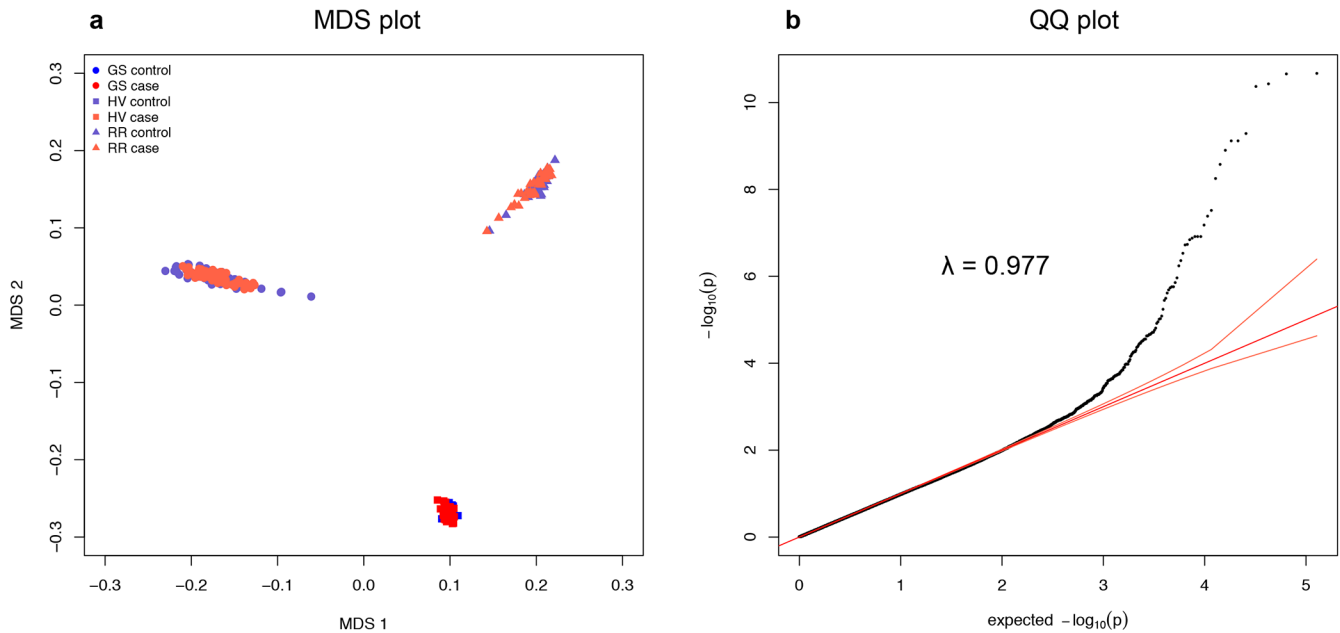 a
MDS plot
GS control
GS case
HV control
HV case
RR control
RR case
0.3
0.2
0.1
0.0
−0.1
−0.2
−0.3
MDS 2
−0.3
−0.2
−0.1
0.0
0.1
0.2
0.3
MDS 1
b
QQ plot
λ = 0.977
10
8
6
4
2
0
−log10(p)
0
1
2
3
4
5
expected −log10(p)